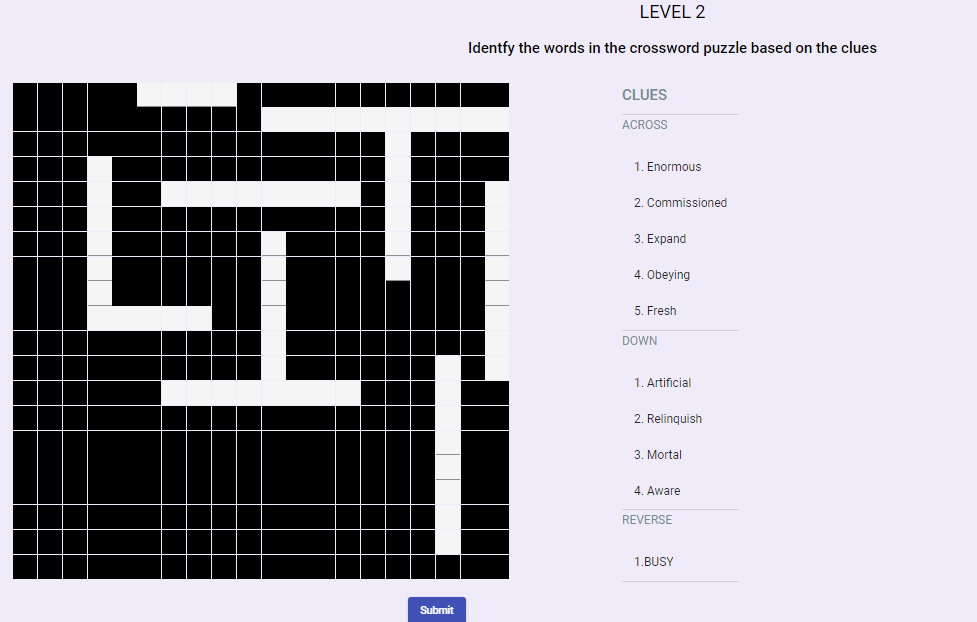 LEVEL 2
Identfy the words in the crossword puzzle based on the clues
CLUES
ACROSS
1. Enormous
2. Commissioned
3. Expand
4. Obeying
5. Fresh
DOWN
1. Artificial
2. Relinquish
3. Mortal
4. Aware
REVERSE
1.BUSY
Submit